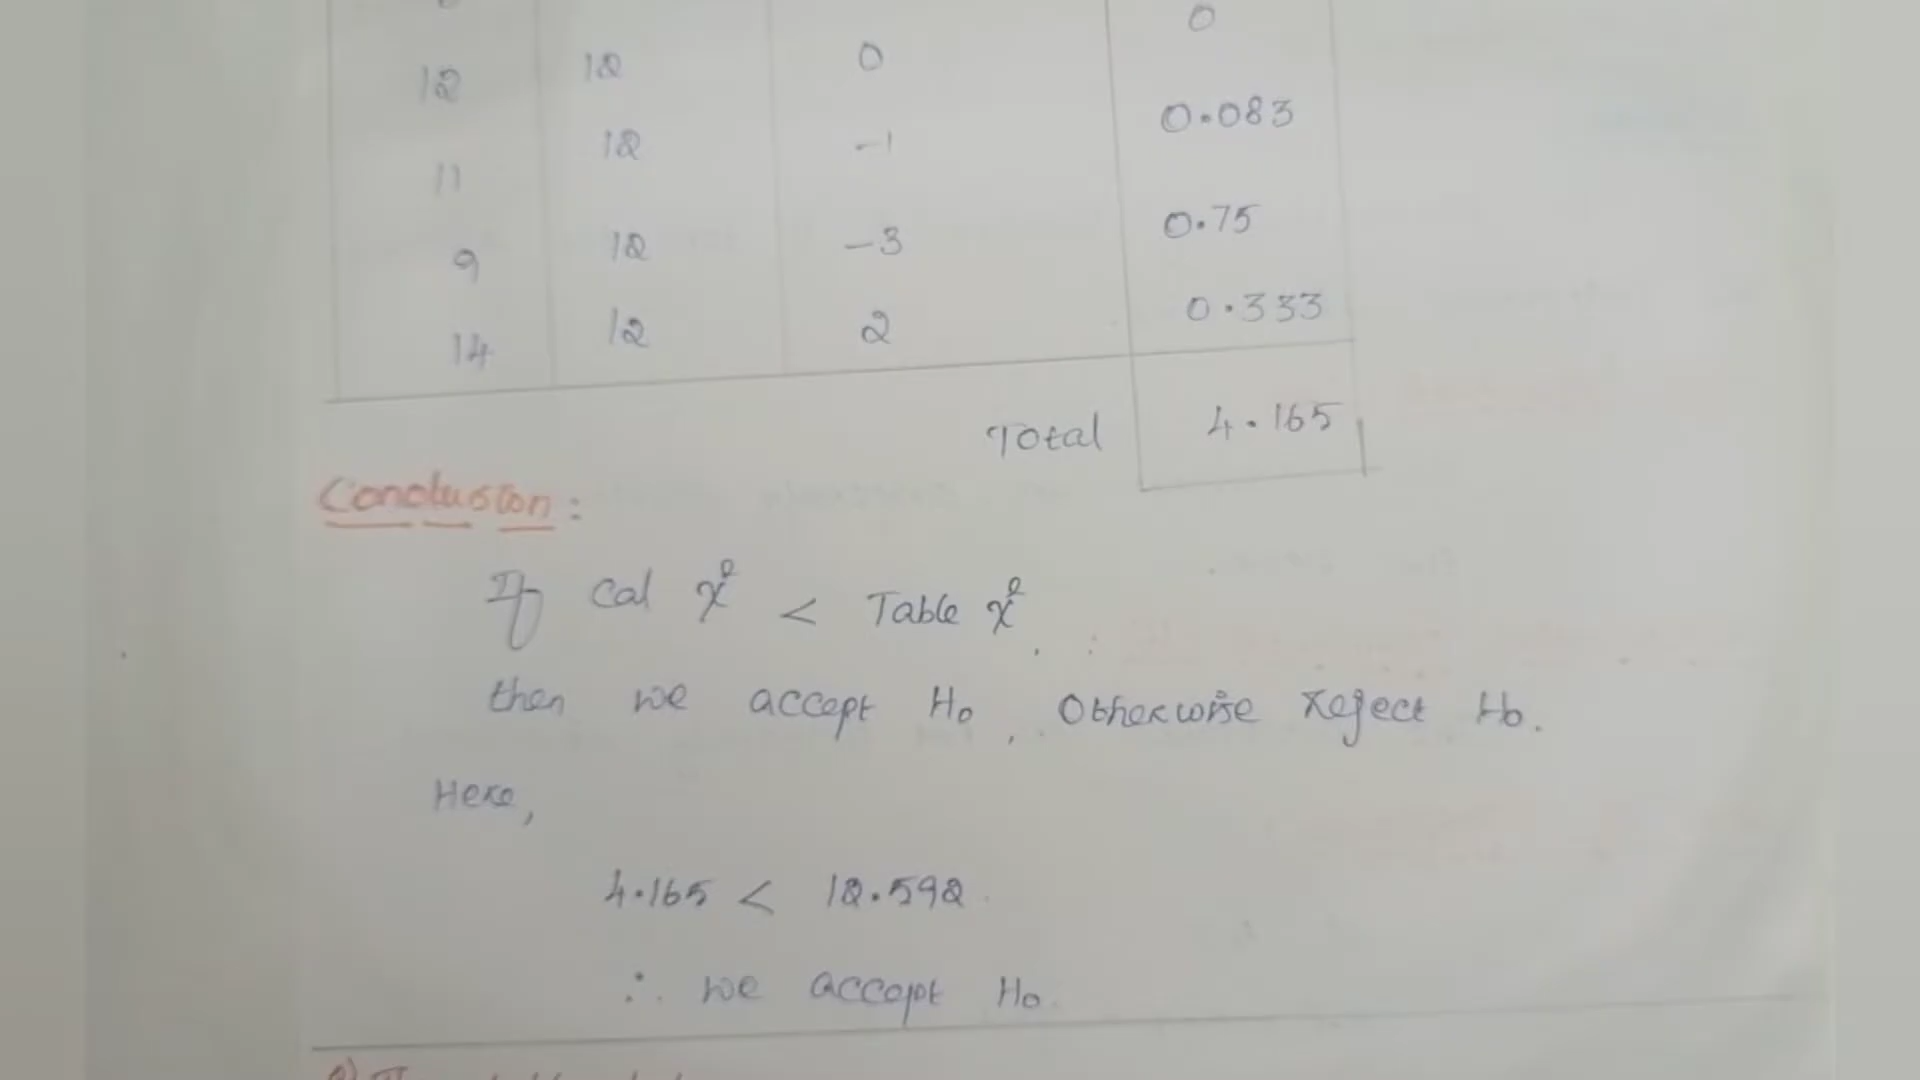 0
12 12 0
11 12 -1 0.083
9 12 -3 0.75
14 12 2 0.333
Total 4.165
Conclusion:
If Cal χ² < Table χ²,
then we accept H₀, Otherwise reject H₀.
Here,
4.165 < 12.592.
∴ we accept H₀.